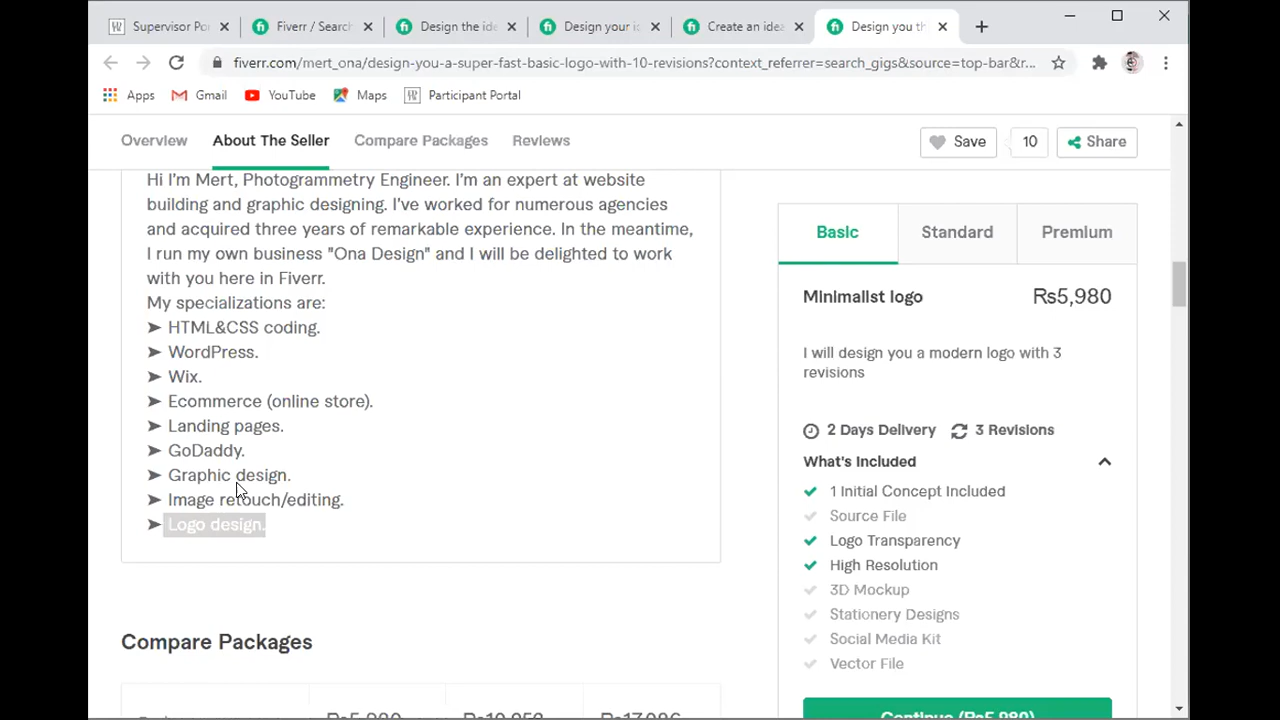 Supervisor Po
Fiverr / Search
Design the ide
Design your ic
Create an idea
Design you th
fiverr.com/mert_ona/design-you-a-super-fast-basic-logo-with-10-revisions?context_referrer=search_gigs&source=top-bar&r...
Apps
Gmail
YouTube
Maps
Participant Portal
Overview
About The Seller
Compare Packages
Reviews
Save
10
Share
Hi I'm Mert, Photogrammetry Engineer. I'm an expert at website
building and graphic designing. I've worked for numerous agencies
and acquired three years of remarkable experience. In the meantime,
I run my own business "Ona Design" and I will be delighted to work
with you here in Fiverr.
My specializations are:
➤ HTML&CSS coding.
➤ WordPress.
➤ Wix.
➤ Ecommerce (online store).
➤ Landing pages.
➤ GoDaddy.
➤ Graphic design.
➤ Image retouch/editing.
➤ Logo design.
Compare Packages
Basic
Standard
Premium
Minimalist logo
₨5,980
I will design you a modern logo with 3
revisions
2 Days Delivery
3 Revisions
What's Included
1 Initial Concept Included
Source File
Logo Transparency
High Resolution
3D Mockup
Stationery Designs
Social Media Kit
Vector File
Continue (₨5,980)